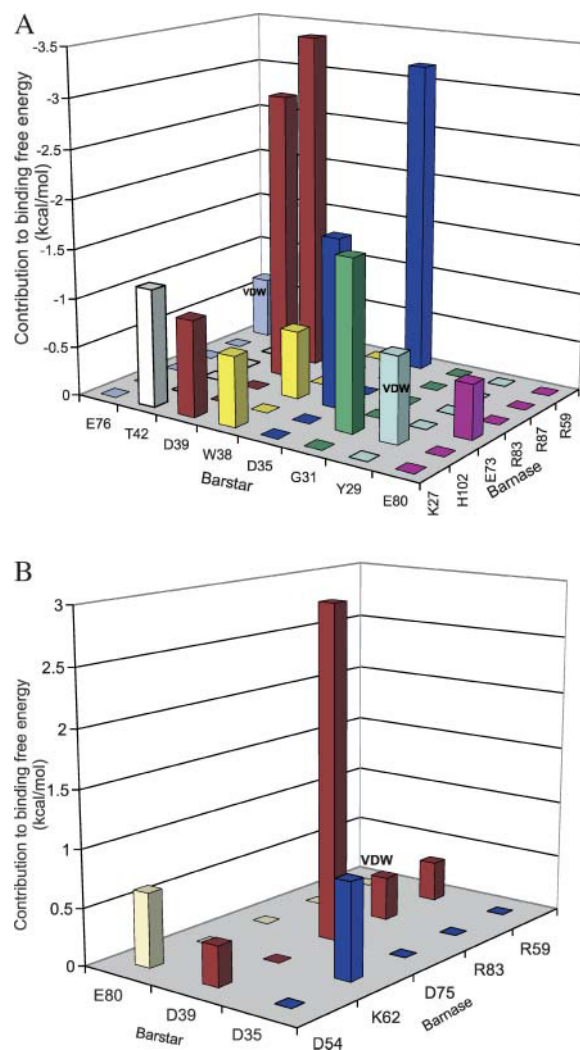 A
Contribution to binding free energy
(kcal/mol)
-3.5
-3
-2.5
-2
-1.5
-1
-0.5
0
VDW
VDW
E76
T42
D39
W38
D35
G31
Y29
E80
Barstar
K27
H102
E73
R83
R87
R59
Barnase
B
Contribution to binding free energy
(kcal/mol)
3
2.5
2
1.5
1
0.5
0
VDW
E80
D39
D35
Barstar
D54
K62
D75
R83
R59
Barnase